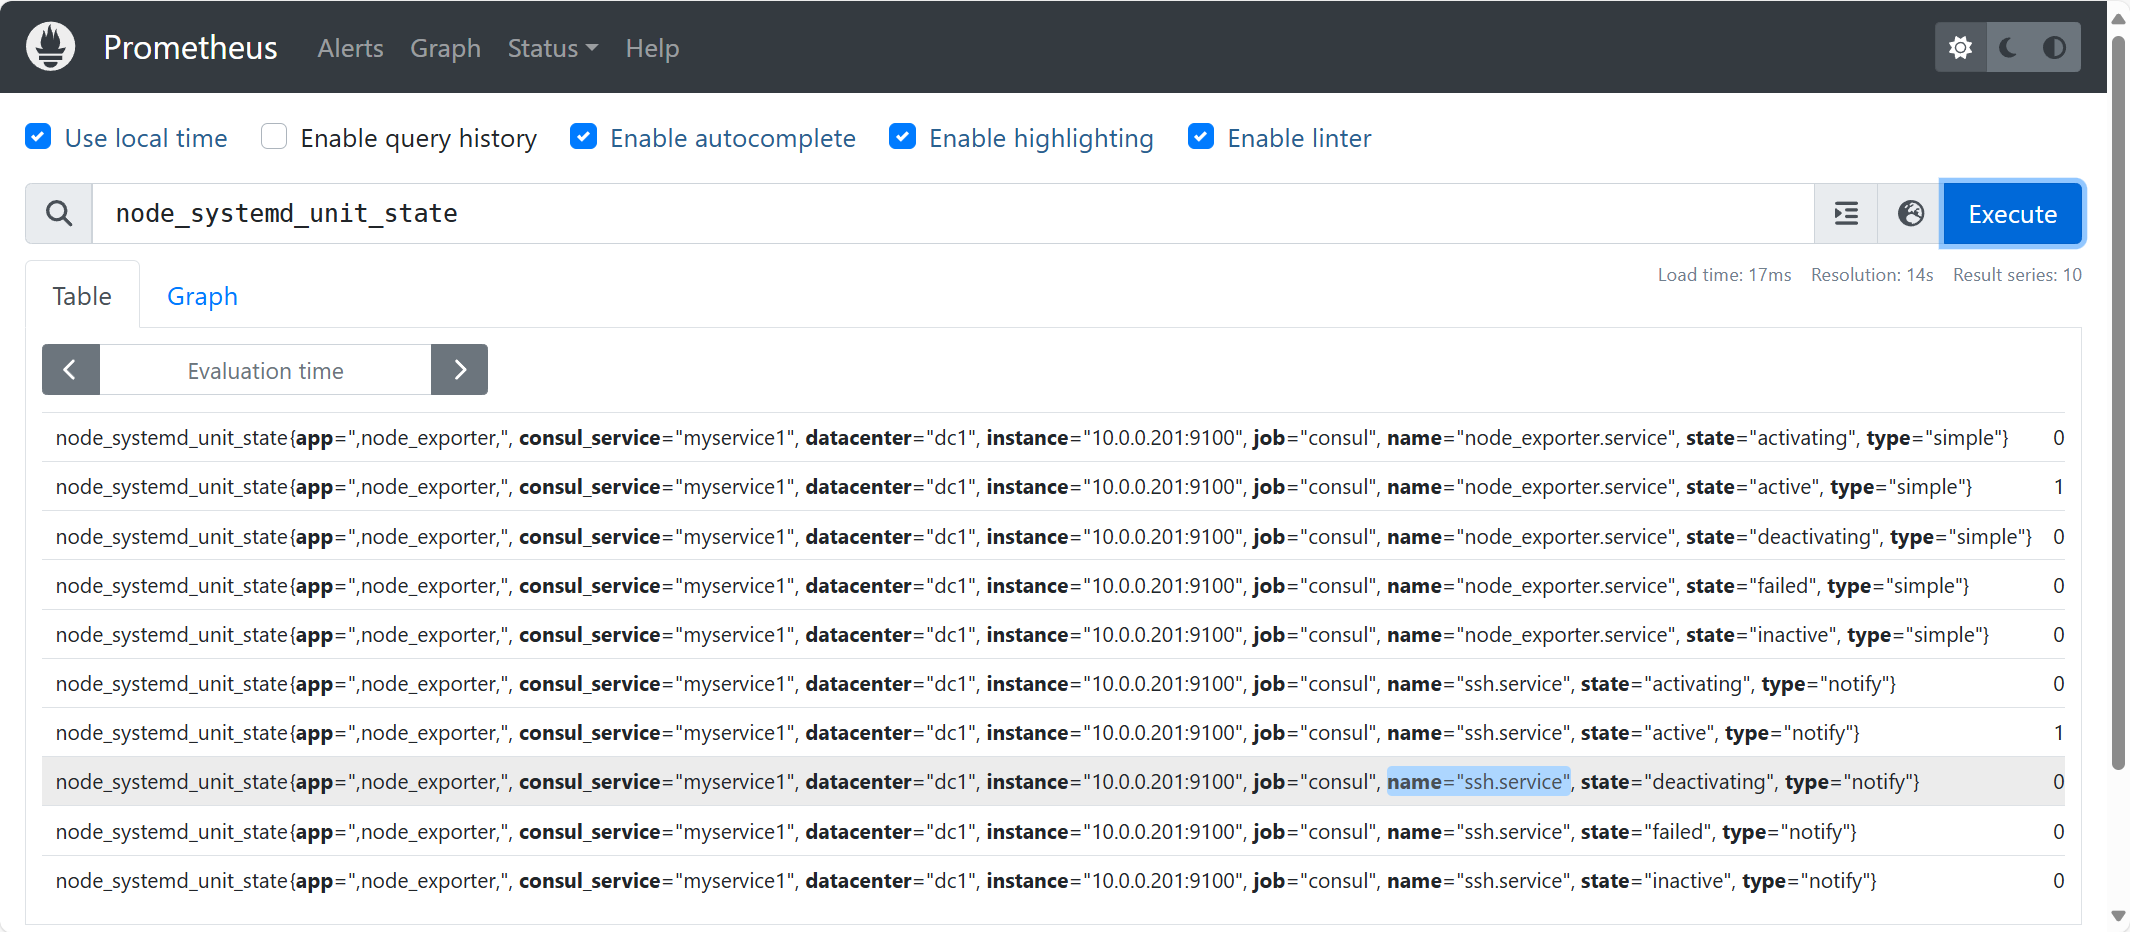 Prometheus Alerts Graph Status Help
Use local time Enable query history Enable autocomplete Enable highlighting Enable linter
node_systemd_unit_state Execute
Load time: 17ms Resolution: 14s Result series: 10
Table Graph
Evaluation time
node_systemd_unit_state{app=",node_exporter,", consul_service="myservice1", datacenter="dc1", instance="10.0.0.201:9100", job="consul", name="node_exporter.service", state="activating", type="simple"} 0
node_systemd_unit_state{app=",node_exporter,", consul_service="myservice1", datacenter="dc1", instance="10.0.0.201:9100", job="consul", name="node_exporter.service", state="active", type="simple"} 1
node_systemd_unit_state{app=",node_exporter,", consul_service="myservice1", datacenter="dc1", instance="10.0.0.201:9100", job="consul", name="node_exporter.service", state="deactivating", type="simple"} 0
node_systemd_unit_state{app=",node_exporter,", consul_service="myservice1", datacenter="dc1", instance="10.0.0.201:9100", job="consul", name="node_exporter.service", state="failed", type="simple"} 0
node_systemd_unit_state{app=",node_exporter,", consul_service="myservice1", datacenter="dc1", instance="10.0.0.201:9100", job="consul", name="node_exporter.service", state="inactive", type="simple"} 0
node_systemd_unit_state{app=",node_exporter,", consul_service="myservice1", datacenter="dc1", instance="10.0.0.201:9100", job="consul", name="ssh.service", state="activating", type="notify"} 0
node_systemd_unit_state{app=",node_exporter,", consul_service="myservice1", datacenter="dc1", instance="10.0.0.201:9100", job="consul", name="ssh.service", state="active", type="notify"} 1
node_systemd_unit_state{app=",node_exporter,", consul_service="myservice1", datacenter="dc1", instance="10.0.0.201:9100", job="consul", name="ssh.service", state="deactivating", type="notify"} 0
node_systemd_unit_state{app=",node_exporter,", consul_service="myservice1", datacenter="dc1", instance="10.0.0.201:9100", job="consul", name="ssh.service", state="failed", type="notify"} 0
node_systemd_unit_state{app=",node_exporter,", consul_service="myservice1", datacenter="dc1", instance="10.0.0.201:9100", job="consul", name="ssh.service", state="inactive", type="notify"} 0